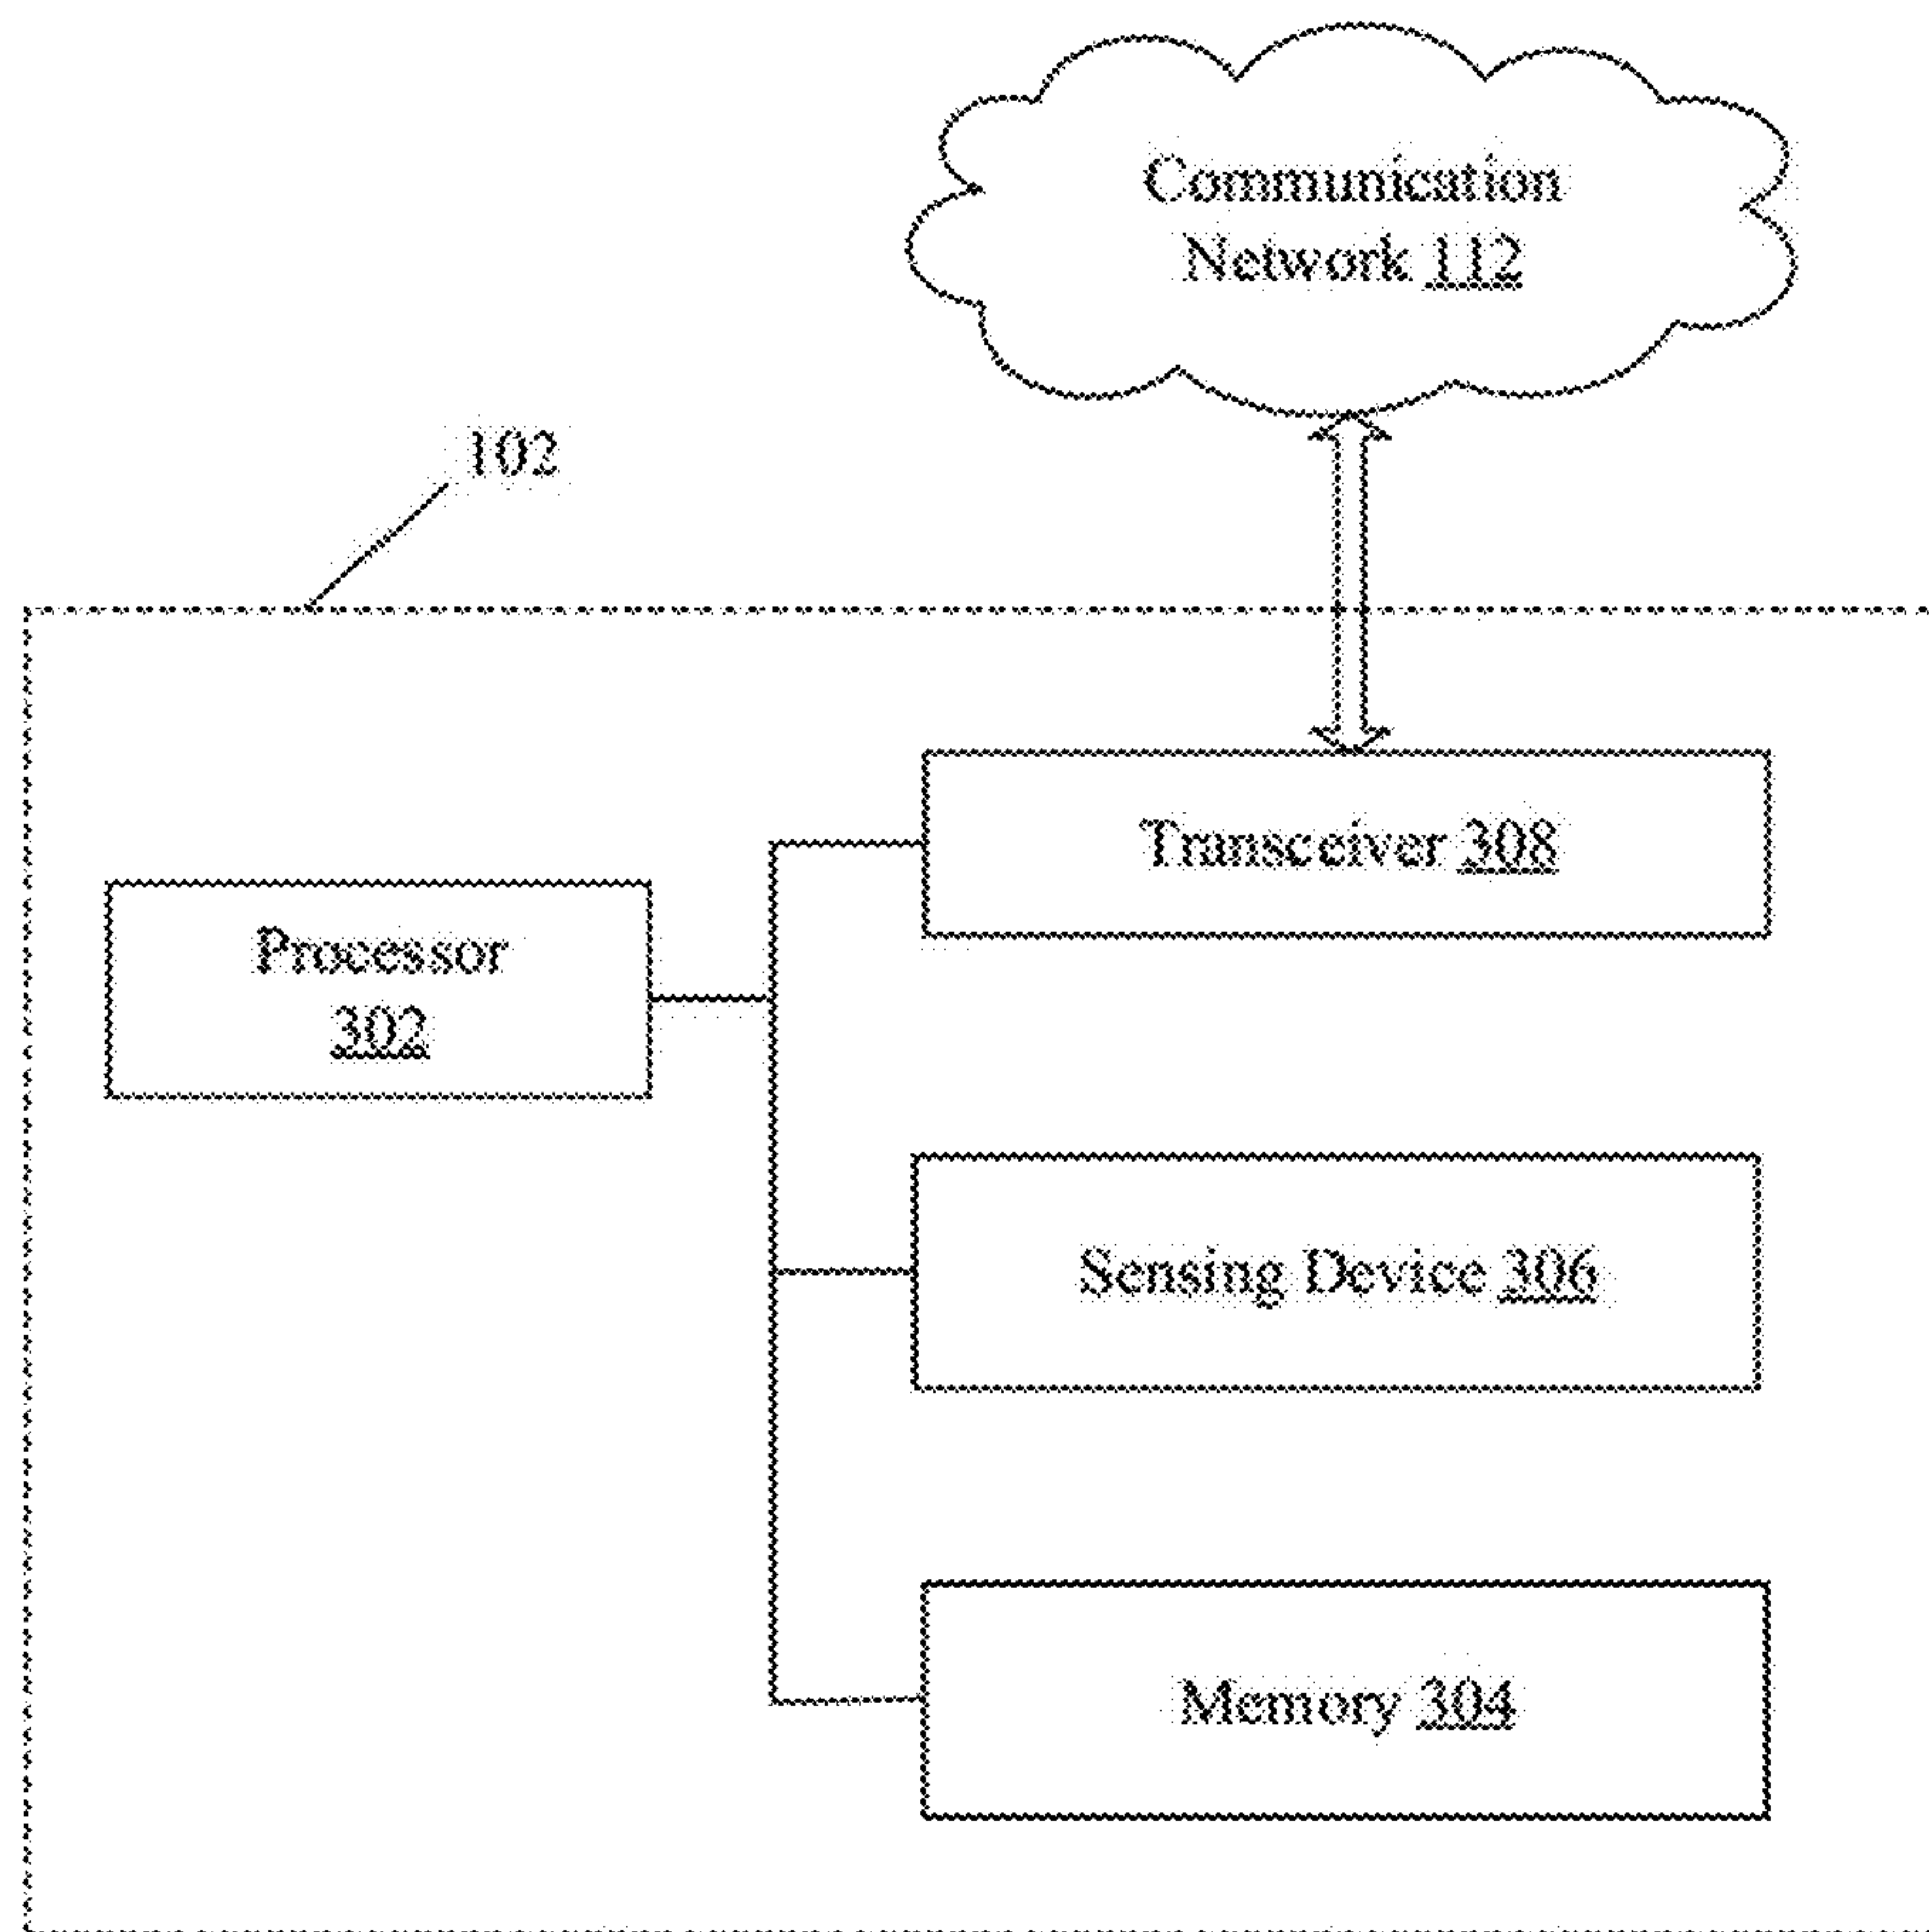 Communication
Network 112
102
Transceiver 308
Processor
302
Sensing Device 306
Memory 304